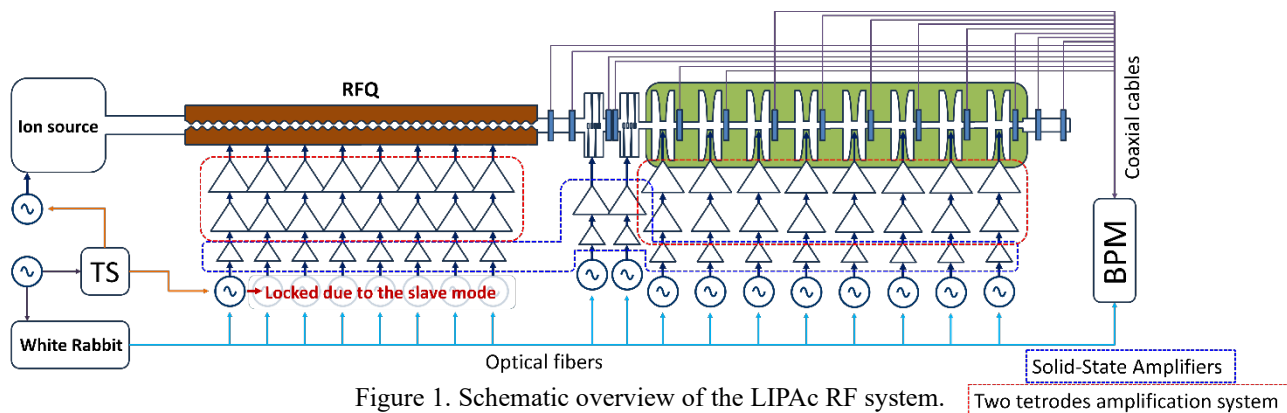 RFQ
Ion source
Coaxial cables
TS
BPM
Locked due to the slave mode
White Rabbit
Optical fibers
Solid-State Amplifiers
Figure 1. Schematic overview of the LIPAc RF system.
Two tetrodes amplification system